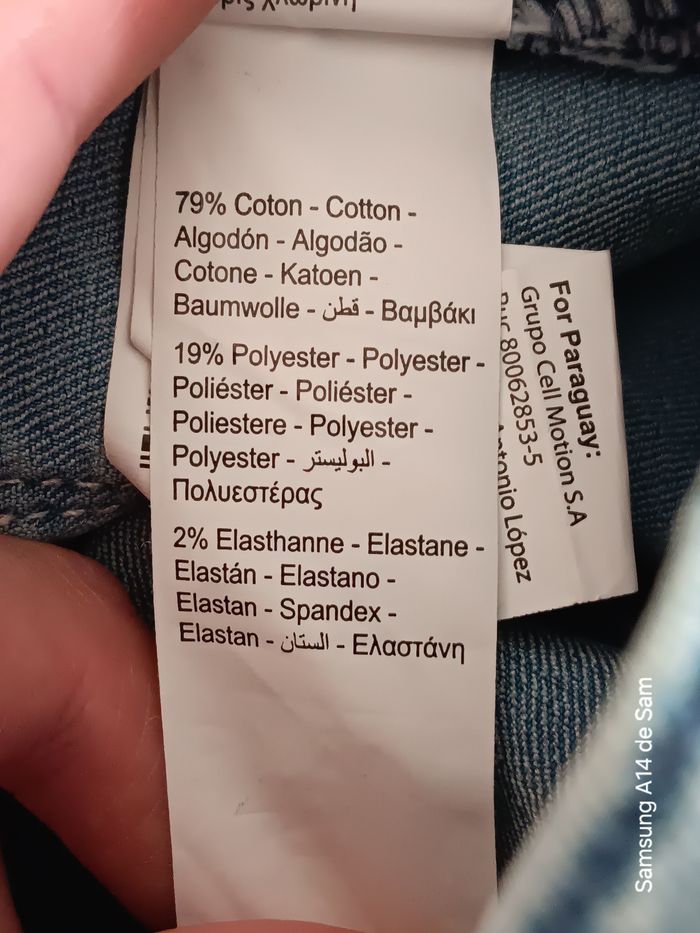 79% Coton - Cotton -
Algodón - Algodão -
Cotone - Katoen -
Baumwolle - قطن - Βαμβάκι
19% Polyester - Polyester -
Poliéster - Poliéster -
Poliestere - Polyester -
Polyester - البوليستر -
Πολυεστέρας
2% Elasthanne - Elastane -
Elastán - Elastano -
Elastan - Spandex -
Elastan - الستان - Ελαστάνη
For Paraguay:
Grupo Cell Motion S.A
80062853-5
López
Samsung A14 de Sam